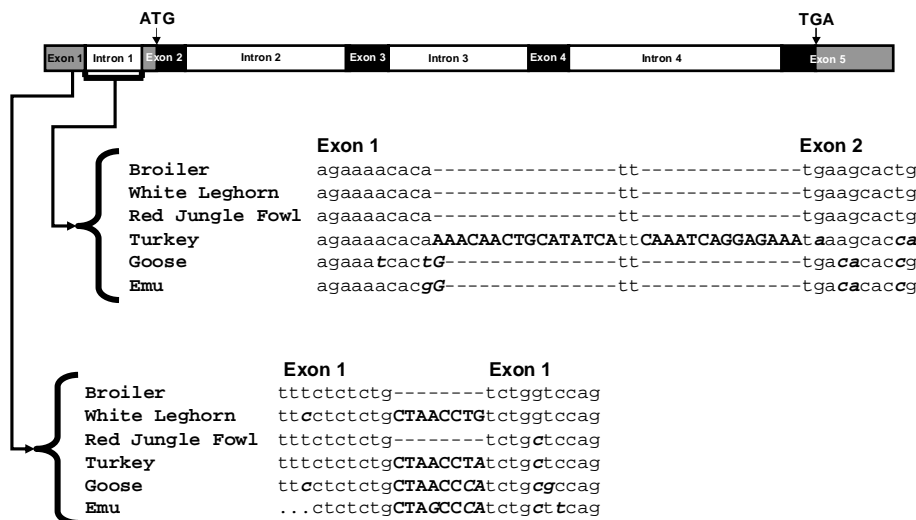 ATG TGA
Exon 1 Intron 1 Exon 2 Intron 2 Exon 3 Intron 3 Exon 4 Intron 4 Exon 5
Exon 1 Exon 2
Broiler agaaaacaca----------------tt--------------tgaagcactg
White Leghorn agaaaacaca----------------tt--------------tgaagcactg
Red Jungle Fowl agaaaacaca----------------tt--------------tgaagcactg
Turkey agaaaacacaAAACAACTGCATATCAttCAAATCAGGAGAAAtaaagcacca
Goose agaaatcactG---------------tt--------------tgacacaccg
Emu agaaaacacgG---------------tt--------------tgacacaccg
Exon 1 Exon 1
Broiler tttctctctg--------tctggtccag
White Leghorn ttcctctctgCTAACCTGtctggtccag
Red Jungle Fowl tttctctctg--------tctgctccag
Turkey tttctctctgCTAACCTAtctgctccag
Goose ttcctctctgCTAACCCAtctgcgccag
Emu ...ctctctgCTAGCCCAtctgcttcag